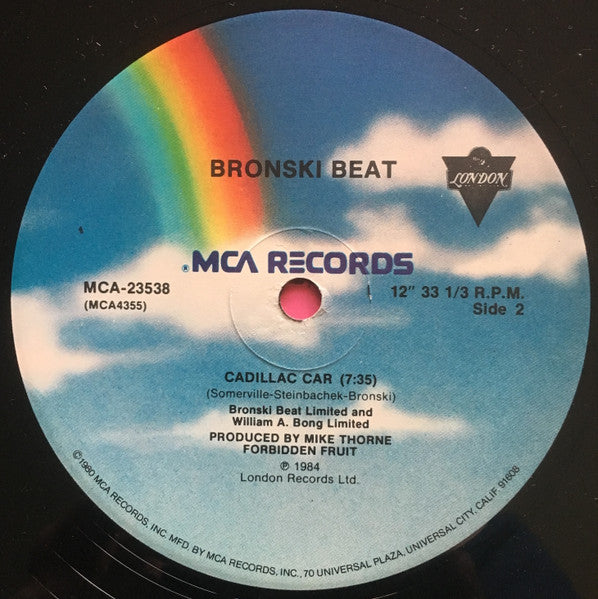 BRONSKI BEAT
LONDON
® MCA RECORDS
MCA-23538
(MCA4355)
12" 33 1/3 R.P.M.
Side 2
CADILLAC CAR (7:35)
(Somerville-Steinbachek-Bronski)
Bronski Beat Limited and
William A. Bong Limited
PRODUCED BY MIKE THORNE
FORBIDDEN FRUIT
℗ 1984
London Records Ltd.
©1980 MCA RECORDS, INC. MFD. BY MCA RECORDS, INC., 70 UNIVERSAL PLAZA, UNIVERSAL CITY, CALIF. 91608